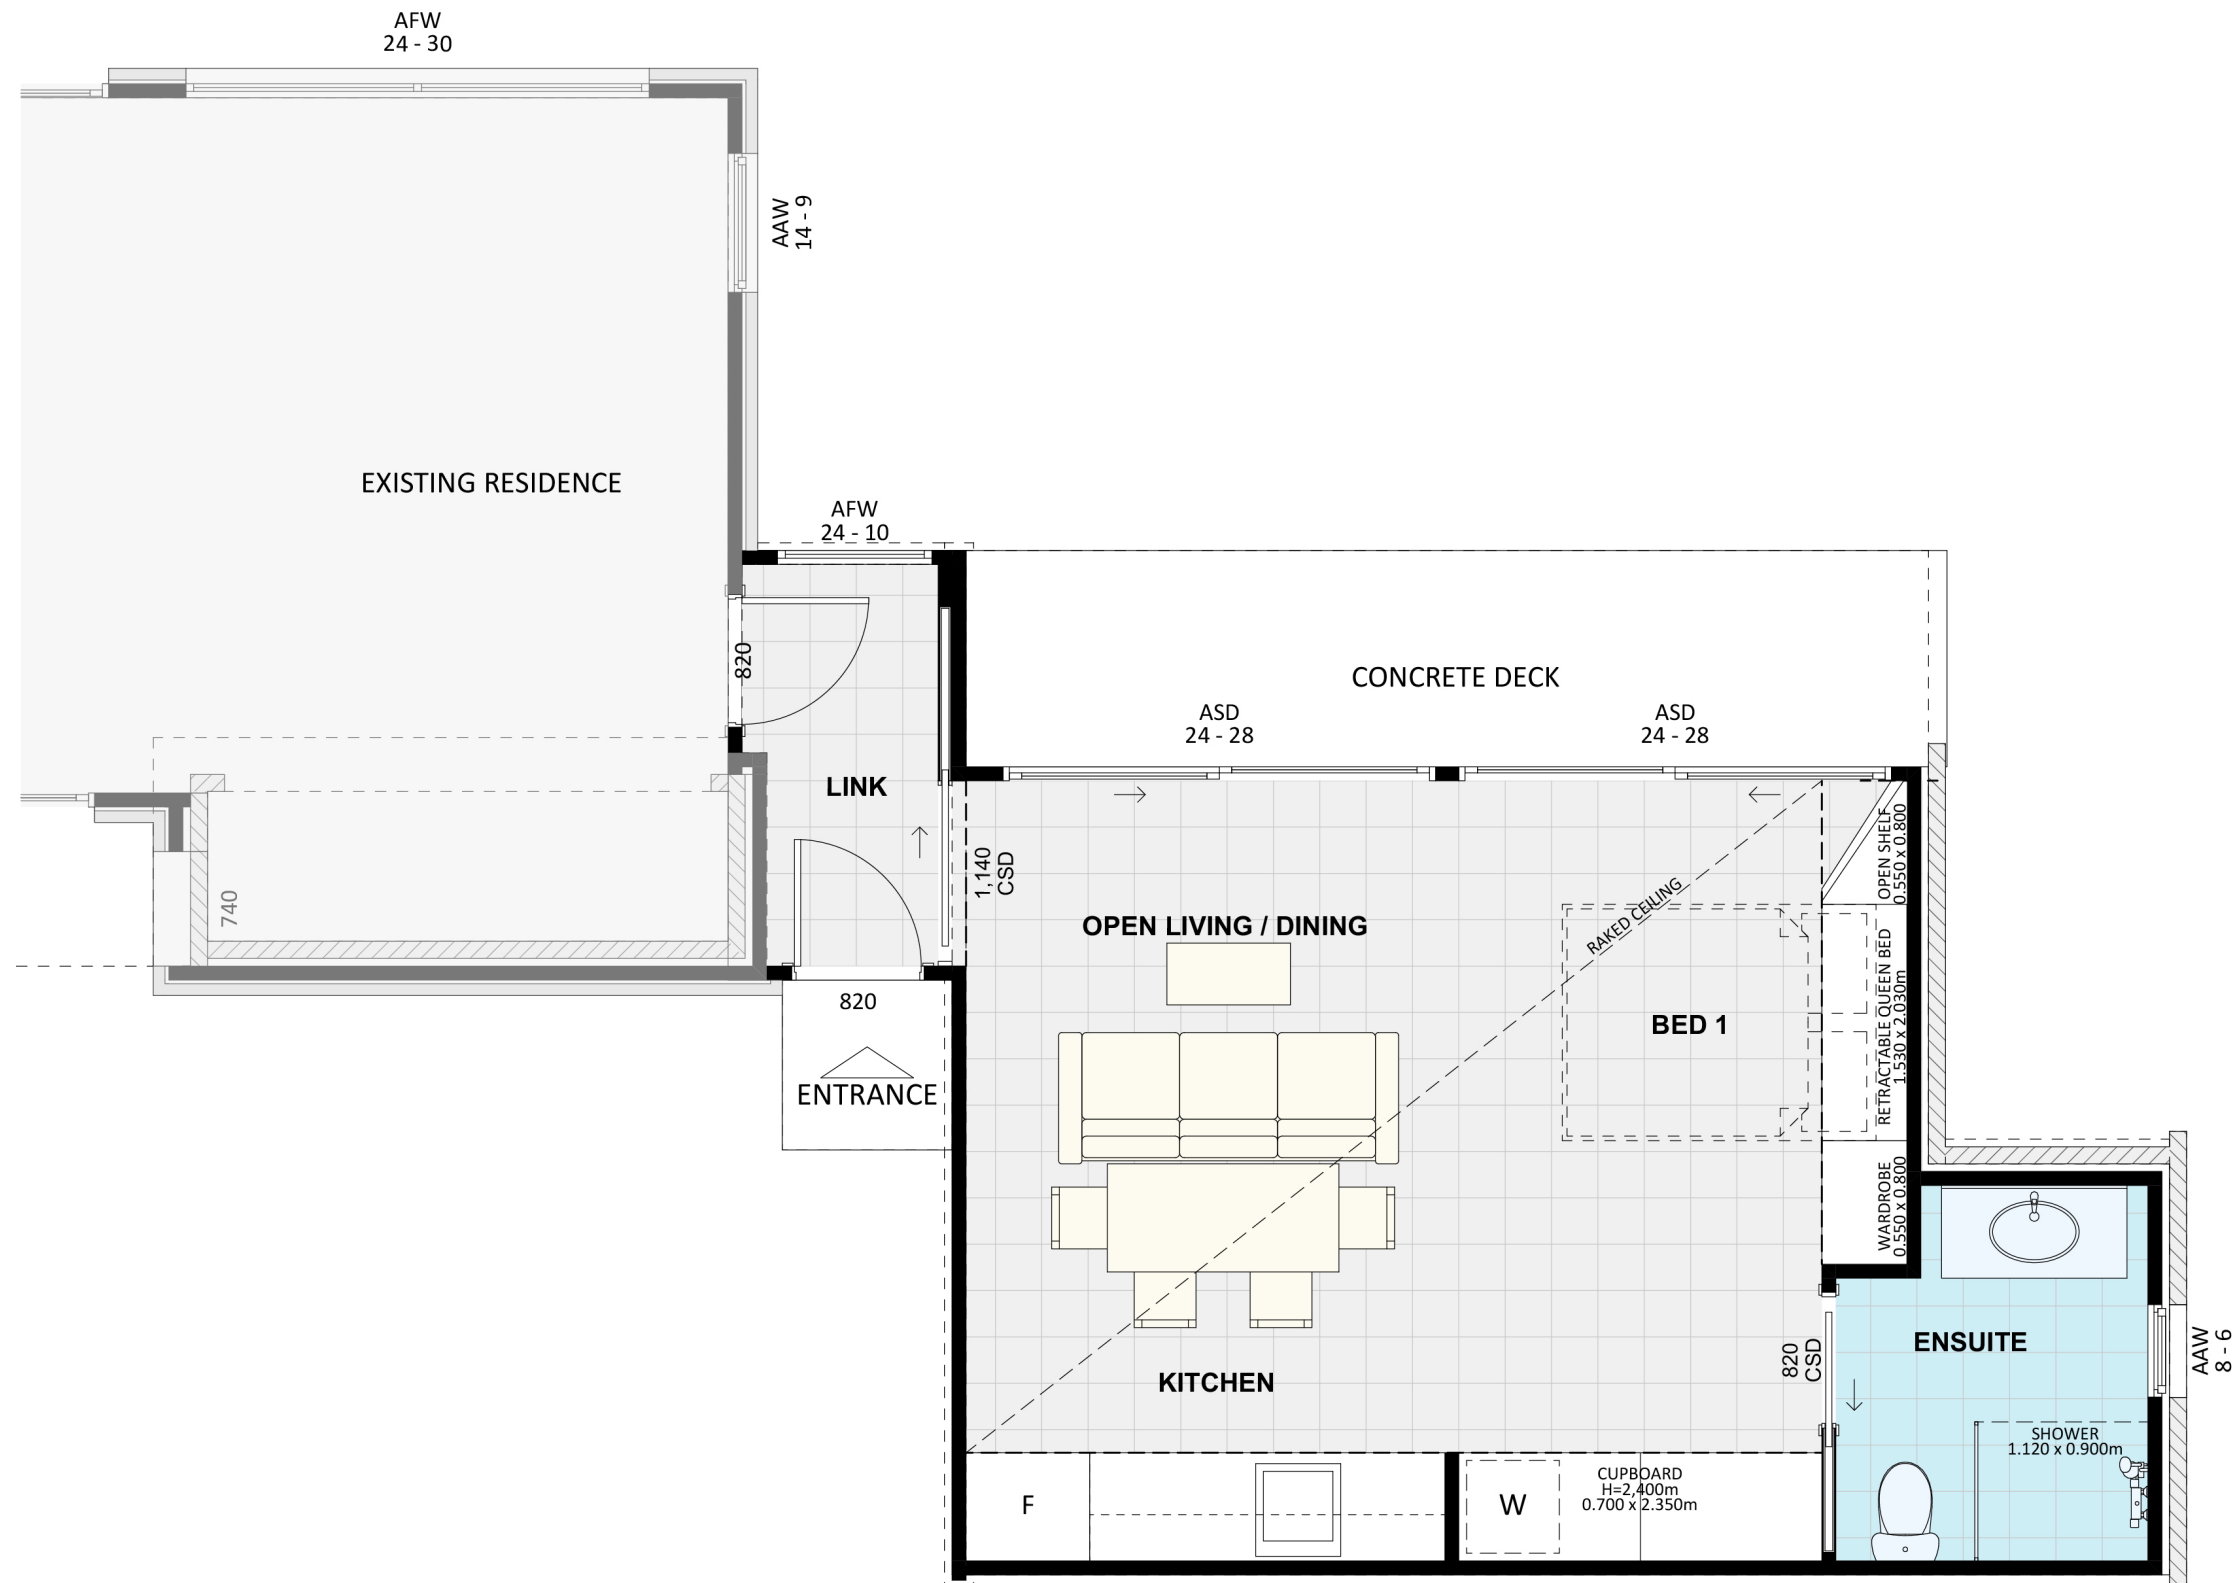 AFW
24 - 30
AAW
14 - 9
EXISTING RESIDENCE
AFW
24 - 10
820
CONCRETE DECK
ASD
24 - 28
ASD
24 - 28
LINK
1,140
CSD
740
OPEN LIVING / DINING
RAKED CEILING
OPEN SHELF
0.550 x 0.800
820
ENTRANCE
BED 1
RETRACTABLE QUEEN BED
1.530 x 2.030m
WARDROBE
0.550 x 0.800
KITCHEN
820
CSD
ENSUITE
AAW
8 - 6
SHOWER
1.120 x 0.900m
F
W
CUPBOARD
H=2,400m
0.700 x 2.350m